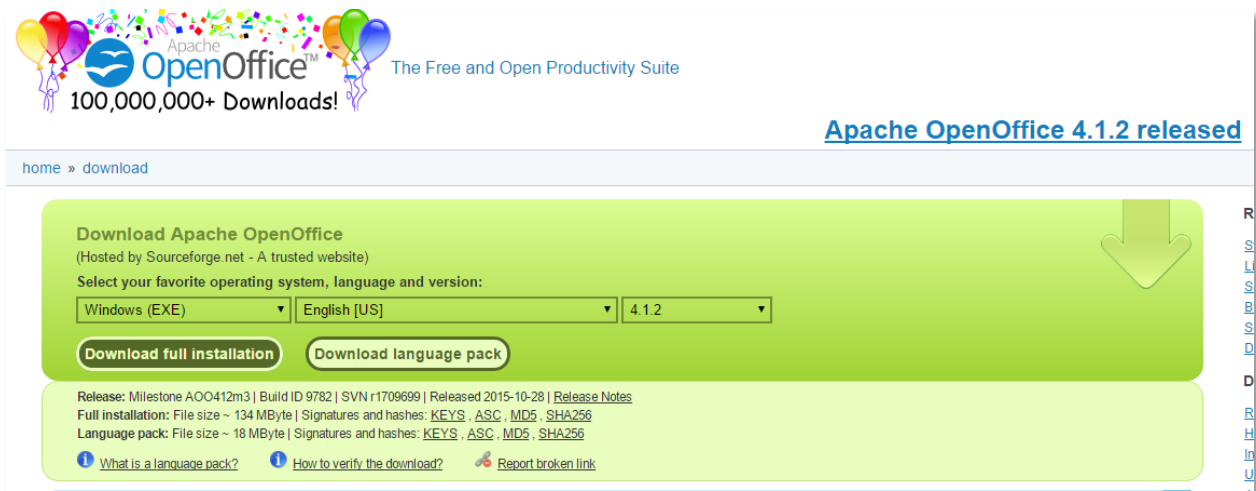 Apache
OpenOffice™
100,000,000+ Downloads!
The Free and Open Productivity Suite
Apache OpenOffice 4.1.2 released
home » download
Download Apache OpenOffice
(Hosted by Sourceforge.net - A trusted website)
Select your favorite operating system, language and version:
Windows (EXE) English [US] 4.1.2
Download full installation Download language pack
Release: Milestone AOO412m3 | Build ID 9782 | SVN r1709699 | Released 2015-10-28 | Release Notes
Full installation: File size ~ 134 MByte | Signatures and hashes: KEYS , ASC , MD5 , SHA256
Language pack: File size ~ 18 MByte | Signatures and hashes: KEYS , ASC , MD5 , SHA256
What is a language pack? How to verify the download? Report broken link